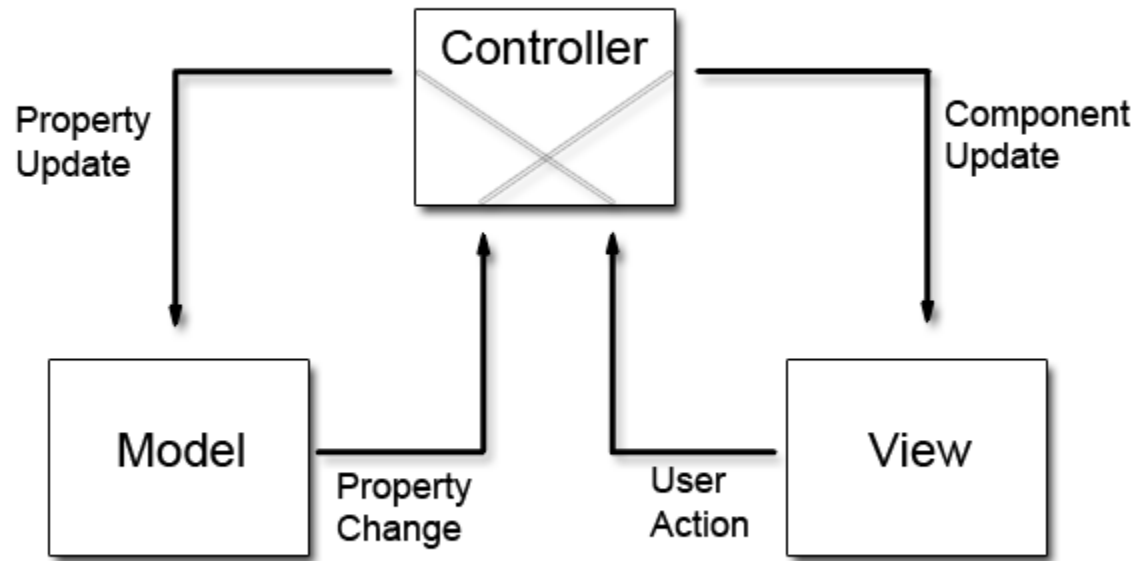 Controller
Property
Update
Component
Update
Model
Property
Change
User
Action
View